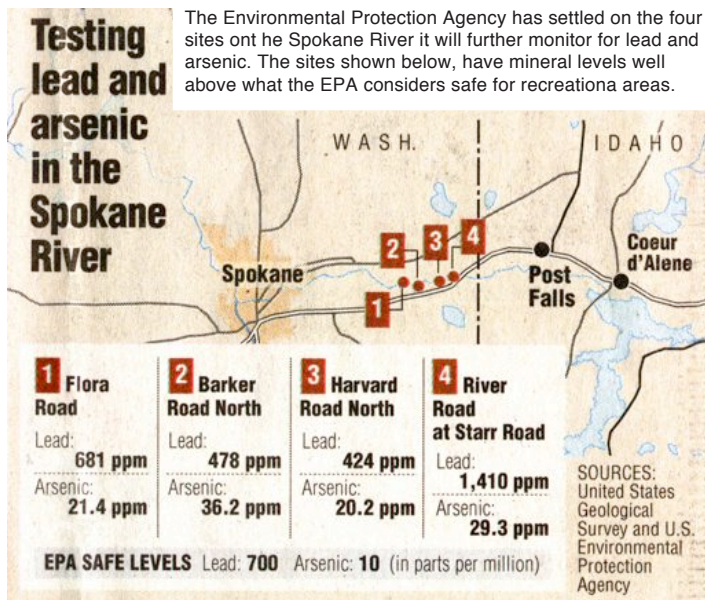 Testing
lead and
arsenic
in the
Spokane
River
The Environmental Protection Agency has settled on the four
sites ont he Spokane River it will further monitor for lead and
arsenic. The sites shown below, have mineral levels well
above what the EPA considers safe for recreationa areas.
WASH.
IDAHO
2
3
4
1
Spokane
Post
Falls
Coeur
d'Alene
1 Flora
Road
Lead:
681 ppm
Arsenic:
21.4 ppm
2 Barker
Road North
Lead:
478 ppm
Arsenic:
36.2 ppm
3 Harvard
Road North
Lead:
424 ppm
Arsenic:
20.2 ppm
4 River
Road
at Starr Road
Lead:
1,410 ppm
Arsenic:
29.3 ppm
EPA SAFE LEVELS Lead: 700 Arsenic: 10 (in parts per million)
SOURCES:
United States
Geological
Survey and U.S.
Environmental
Protection
Agency